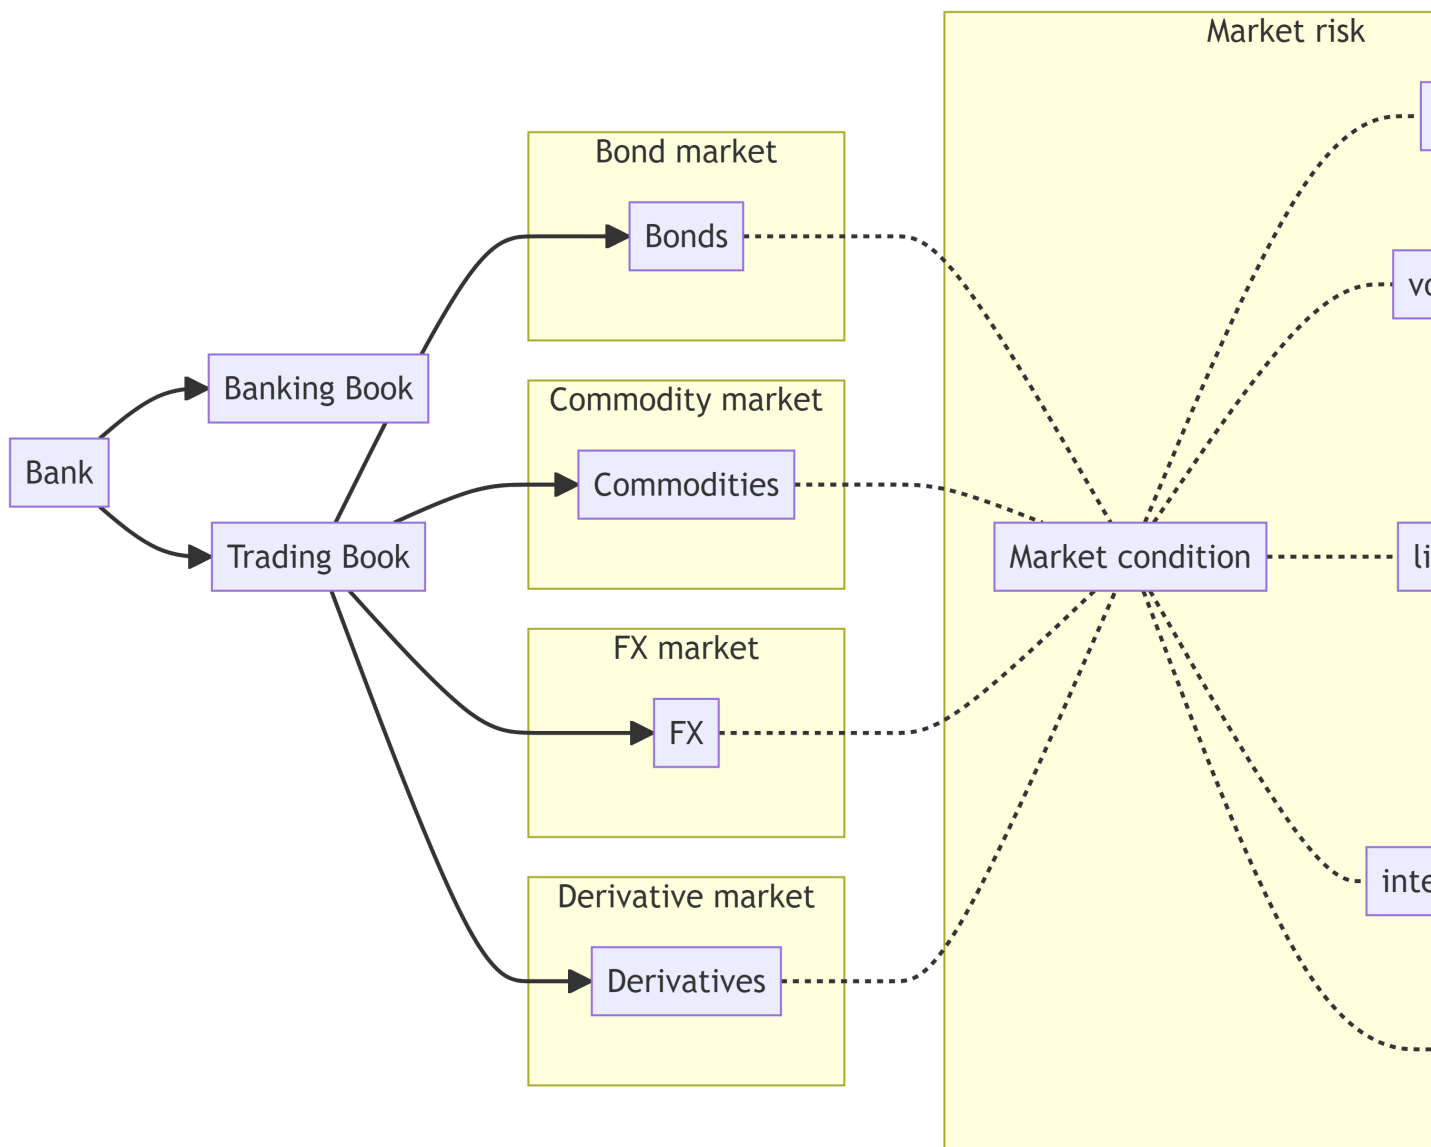 Market risk
Bond market
Bonds
Banking Book
Commodity market
Bank
Commodities
Trading Book
Market condition
FX market
FX
Derivative market
Derivatives